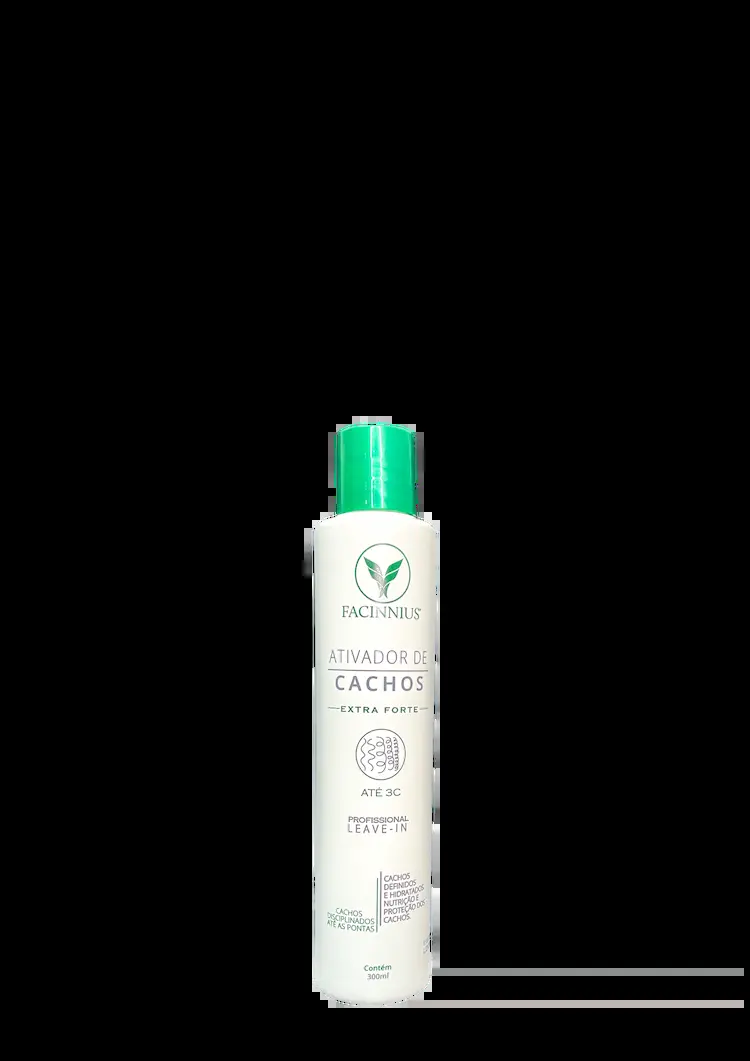 FACINNIUS®
ATIVADOR DE
CACHOS
EXTRA FORTE
ATÉ 3C
PROFISSIONAL
LEAVE-IN
CACHOS
DISCIPLINADOS
ATÉ AS PONTAS
CACHOS
DEFINIDOS
E HIDRATADOS
NUTRIÇÃO E
PROTEÇÃO DOS
CACHOS.
Contém
300ml